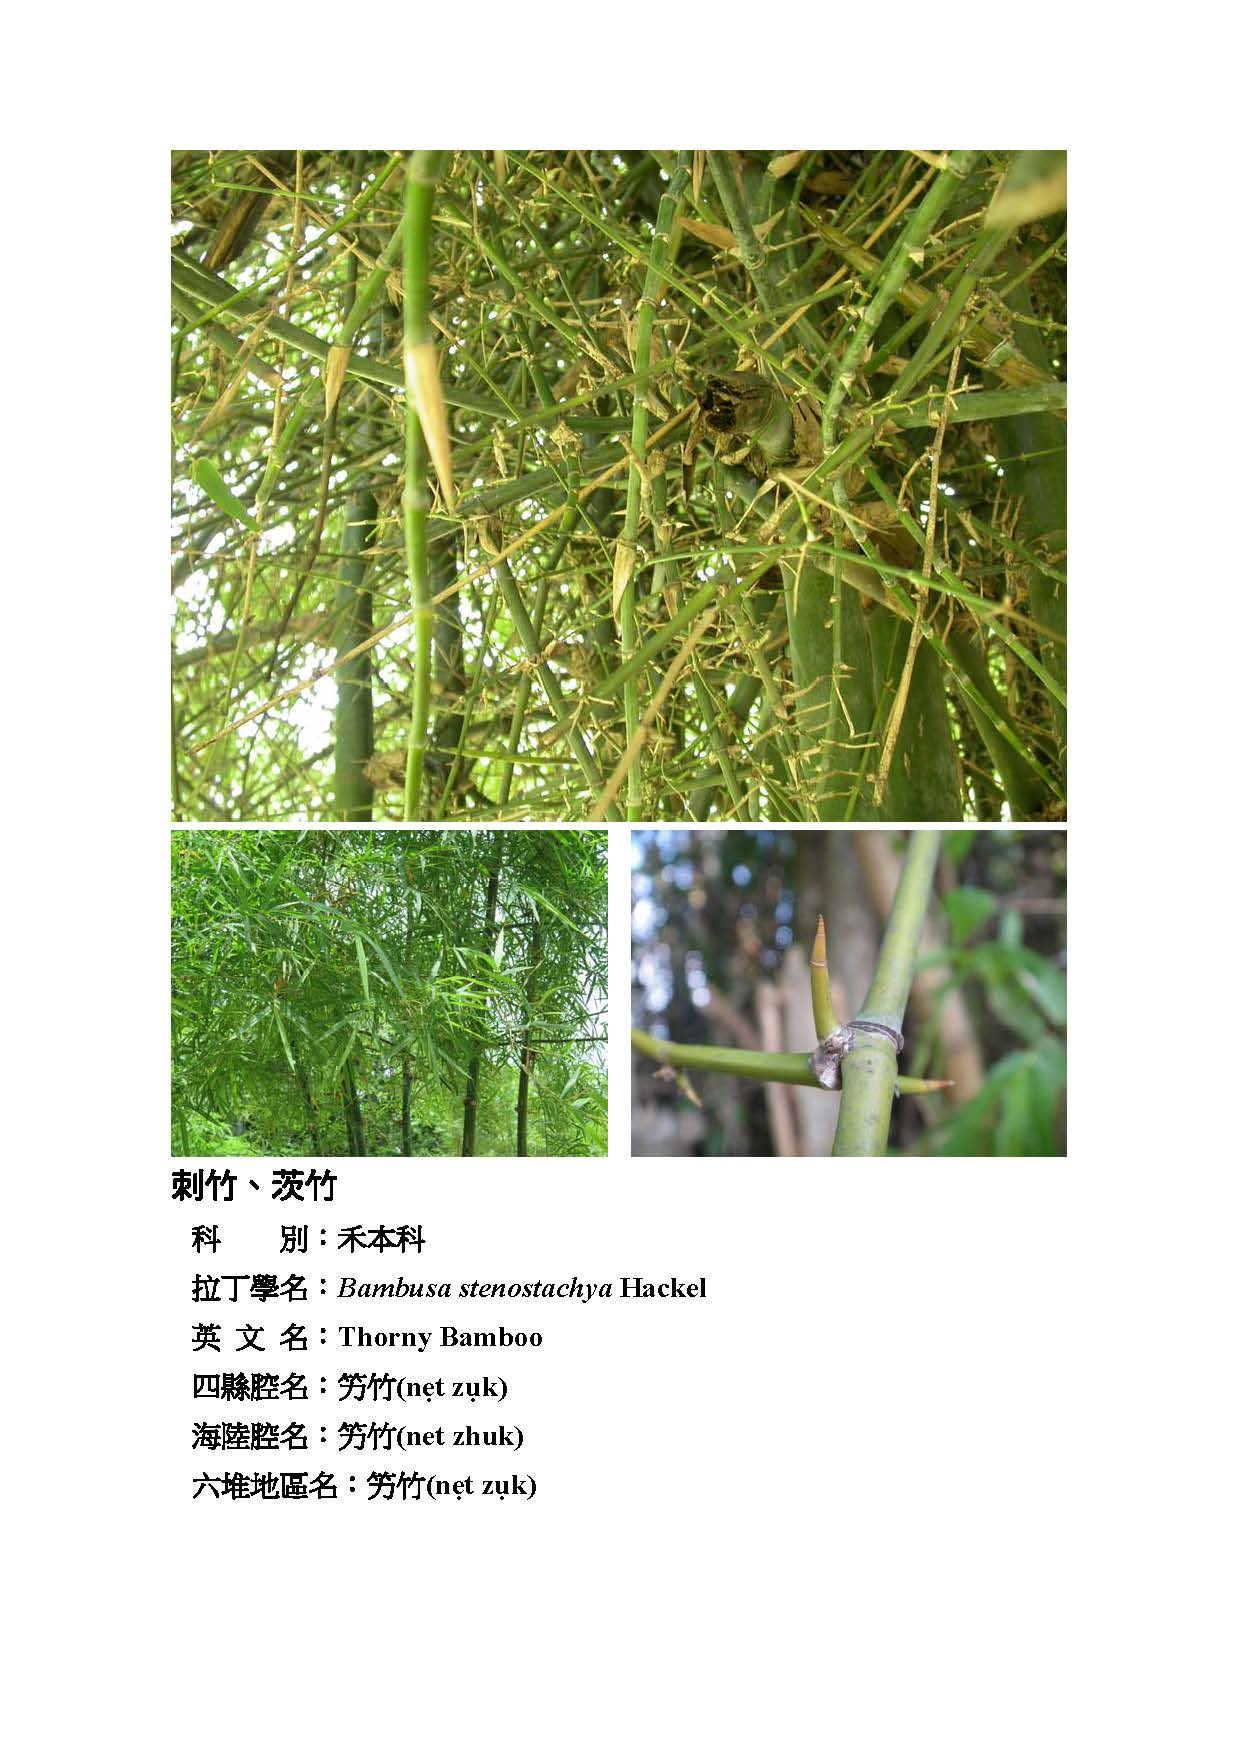 刺竹、茨竹
科　　別：禾本科
拉丁學名：Bambusa stenostachya Hackel
英 文 名：Thorny Bamboo
四縣腔名：竻竹(nẹt zụk)
海陸腔名：竻竹(net zhuk)
六堆地區名：竻竹(nẹt zụk)